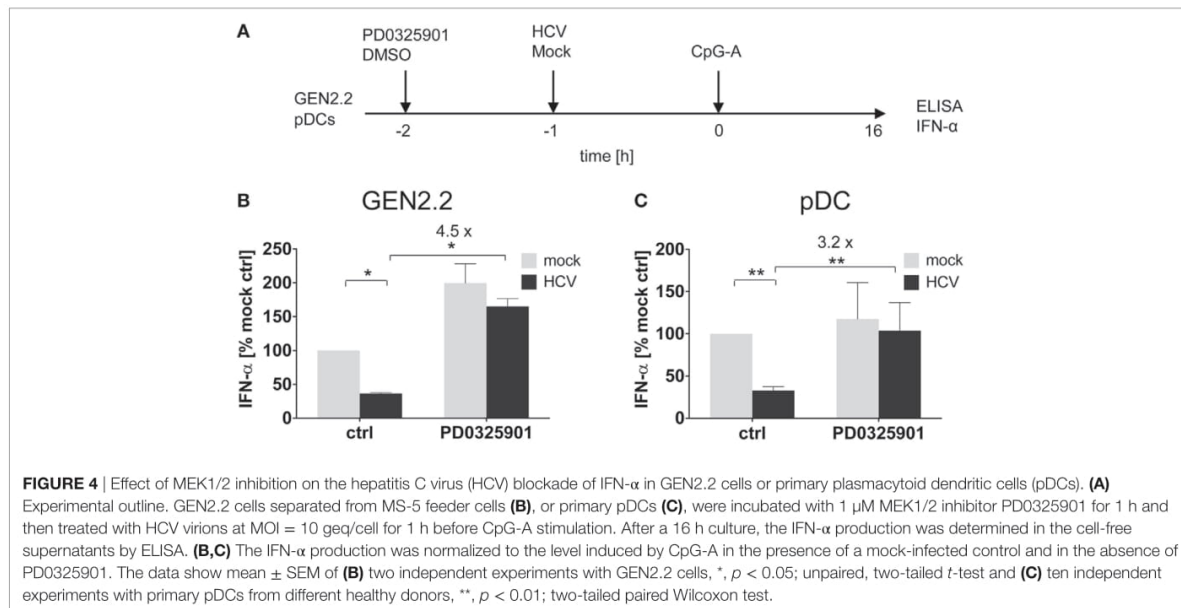 A
PD0325901
DMSO
HCV
Mock
CpG-A
GEN2.2
pDCs
-2
-1
0
16
ELISA
IFN-α
time [h]
B
GEN2.2
4.5 x
*
*
mock
HCV
IFN-α [% mock ctrl]
250
200
150
100
50
0
ctrl
PD0325901
C
pDC
3.2 x
**
**
mock
HCV
IFN-α [% mock ctrl]
200
150
100
50
0
ctrl
PD0325901
FIGURE 4 | Effect of MEK1/2 inhibition on the hepatitis C virus (HCV) blockade of IFN-α in GEN2.2 cells or primary plasmacytoid dendritic cells (pDCs). (A)
Experimental outline. GEN2.2 cells separated from MS-5 feeder cells (B), or primary pDCs (C), were incubated with 1 µM MEK1/2 inhibitor PD0325901 for 1 h and
then treated with HCV virions at MOI = 10 geq/cell for 1 h before CpG-A stimulation. After a 16 h culture, the IFN-α production was determined in the cell-free
supernatants by ELISA. (B,C) The IFN-α production was normalized to the level induced by CpG-A in the presence of a mock-infected control and in the absence of
PD0325901. The data show mean ± SEM of (B) two independent experiments with GEN2.2 cells, *, p < 0.05; unpaired, two-tailed t-test and (C) ten independent
experiments with primary pDCs from different healthy donors, **, p < 0.01; two-tailed paired Wilcoxon test.